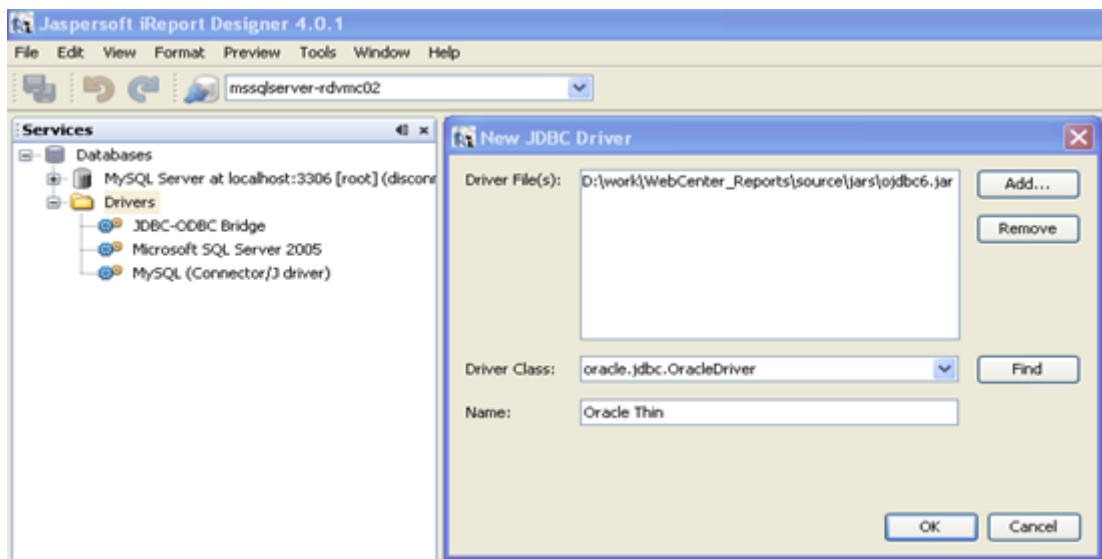 Jaspersoft iReport Designer 4.0.1
File Edit View Format Preview Tools Window Help
mssqlserver-rdvmc02
Services
Databases
MySQL Server at localhost:3306 [root] (disconn
Drivers
JDBC-ODBC Bridge
Microsoft SQL Server 2005
MySQL (Connector/J driver)
New JDBC Driver
Driver File(s): D:\work\WebCenter_Reports\source\jars\ojdbc6.jar Add...
Remove
Driver Class: oracle.jdbc.OracleDriver Find
Name: Oracle Thin
OK Cancel